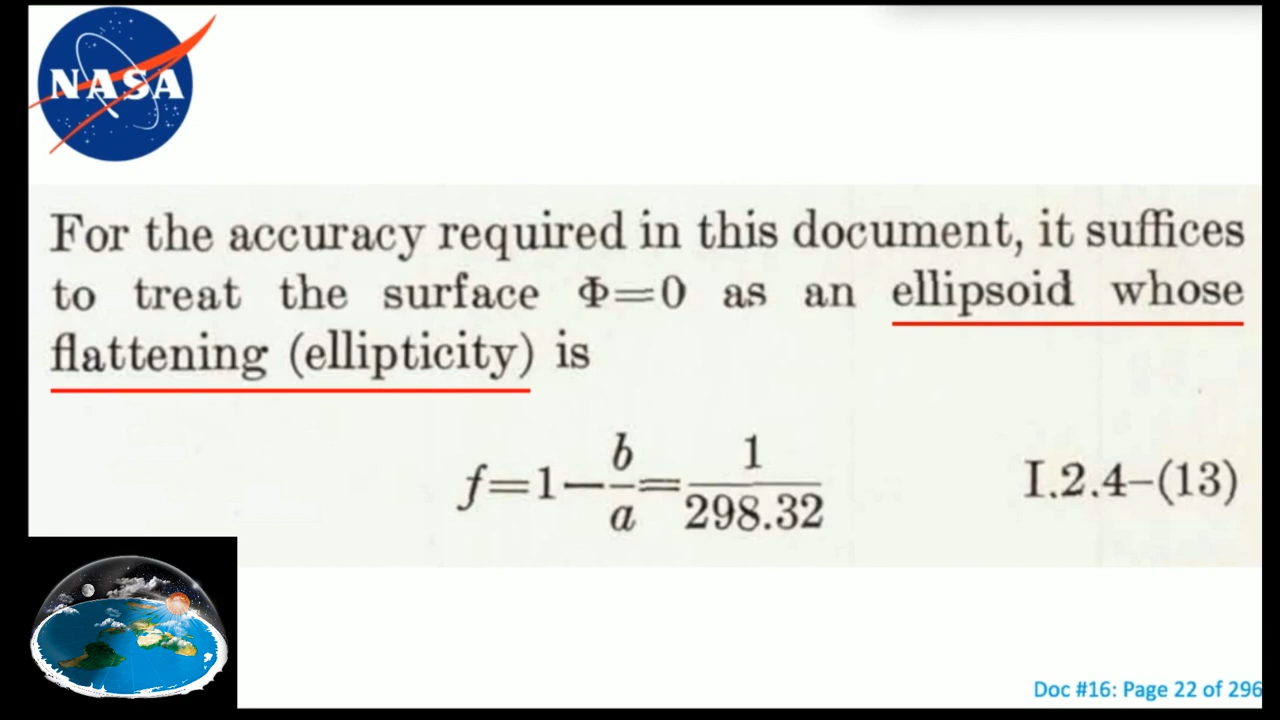 NASA
For the accuracy required in this document, it suffices
to treat the surface Φ=0 as an ellipsoid whose
flattening (ellipticity) is
f=1−b/a=1/298.32 I.2.4–(13)
Doc #16: Page 22 of 296